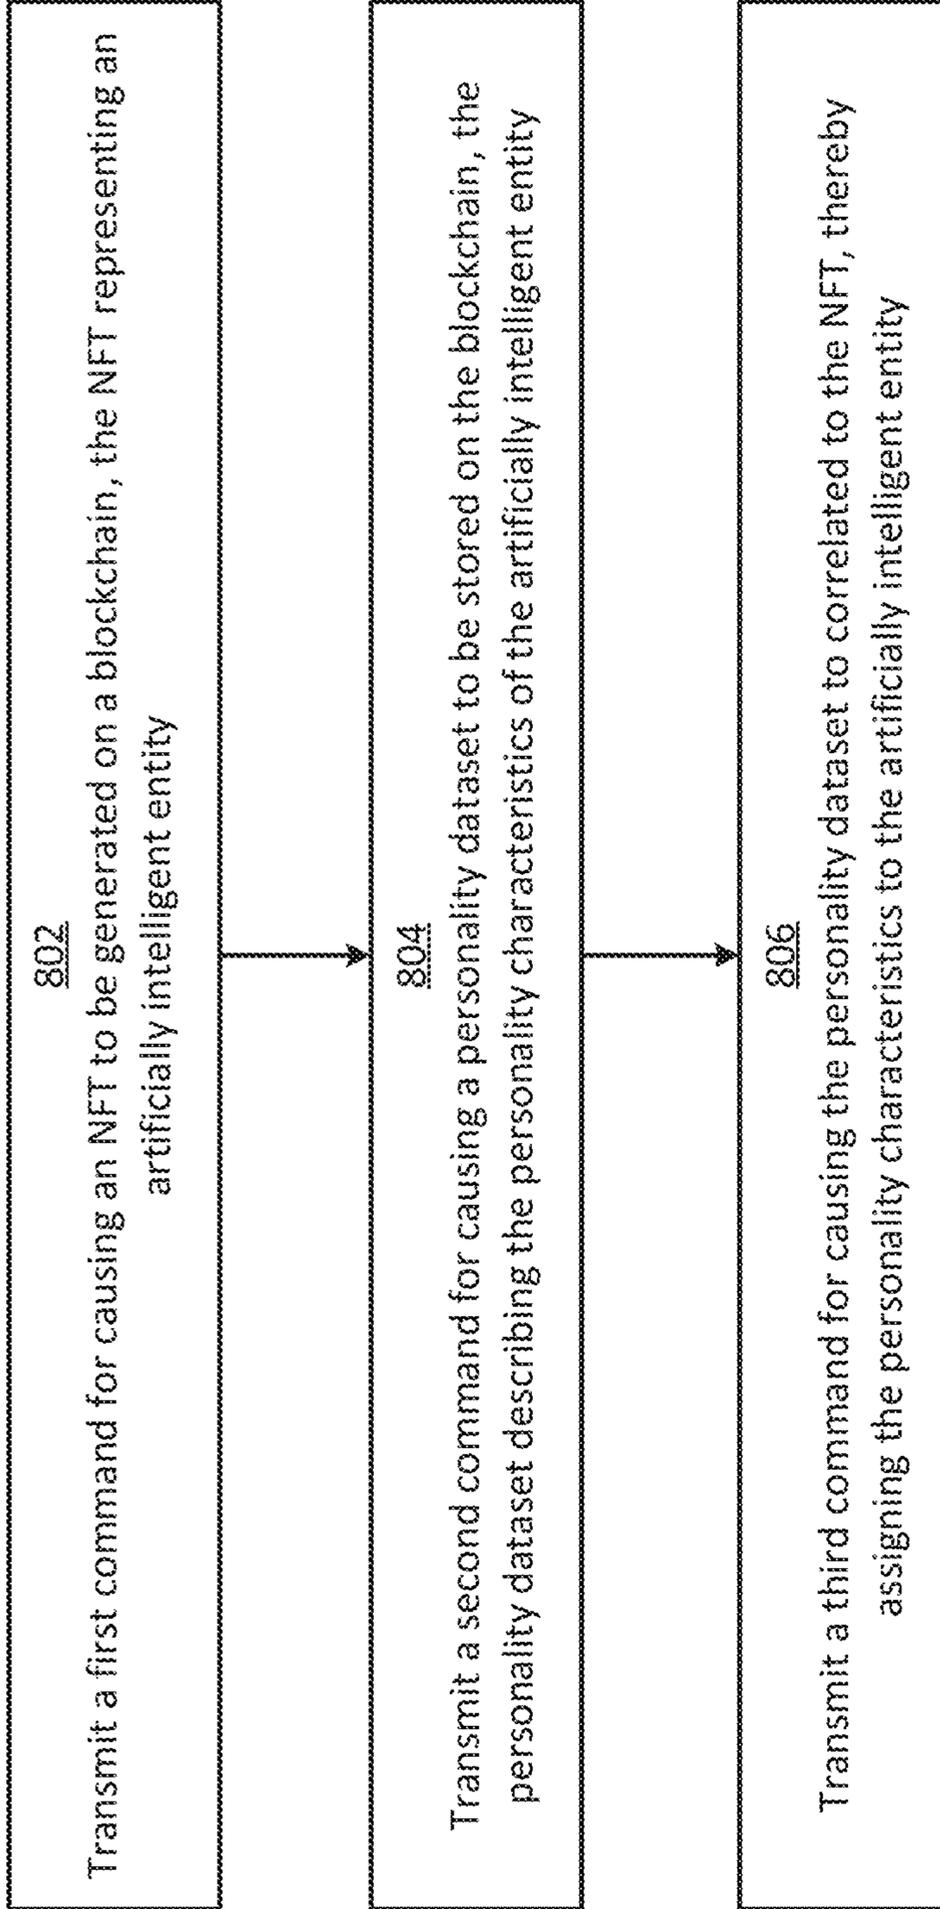 802
Transmit a first command for causing an NFT to be generated on a blockchain, the NFT representing an
artificially intelligent entity
804
Transmit a second command for causing a personality dataset to be stored on the blockchain, the
personality dataset describing the personality characteristics of the artificially intelligent entity
806
Transmit a third command for causing the personality dataset to correlated to the NFT, thereby
assigning the personality characteristics to the artificially intelligent entity